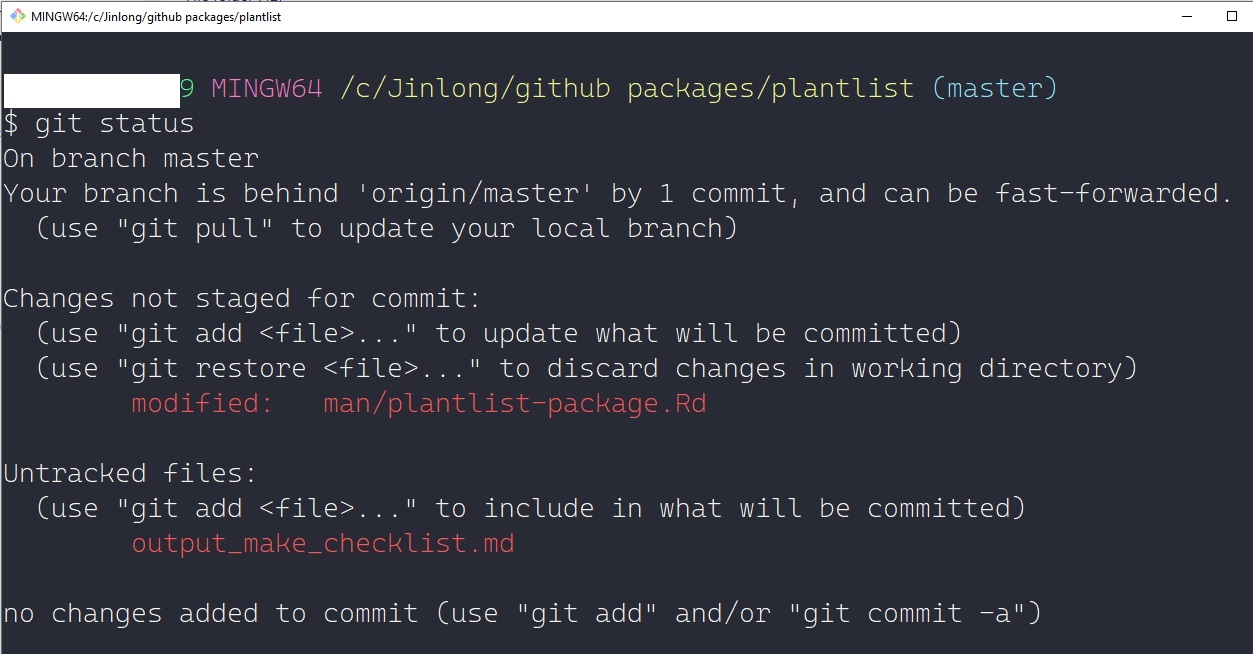 MINGW64:/c/Jinlong/github packages/plantlist
9 MINGW64 /c/Jinlong/github packages/plantlist (master)
$ git status
On branch master
Your branch is behind 'origin/master' by 1 commit, and can be fast-forwarded.
  (use "git pull" to update your local branch)
Changes not staged for commit:
  (use "git add <file>..." to update what will be committed)
  (use "git restore <file>..." to discard changes in working directory)
        modified:   man/plantlist-package.Rd
Untracked files:
  (use "git add <file>..." to include in what will be committed)
        output_make_checklist.md
no changes added to commit (use "git add" and/or "git commit -a")